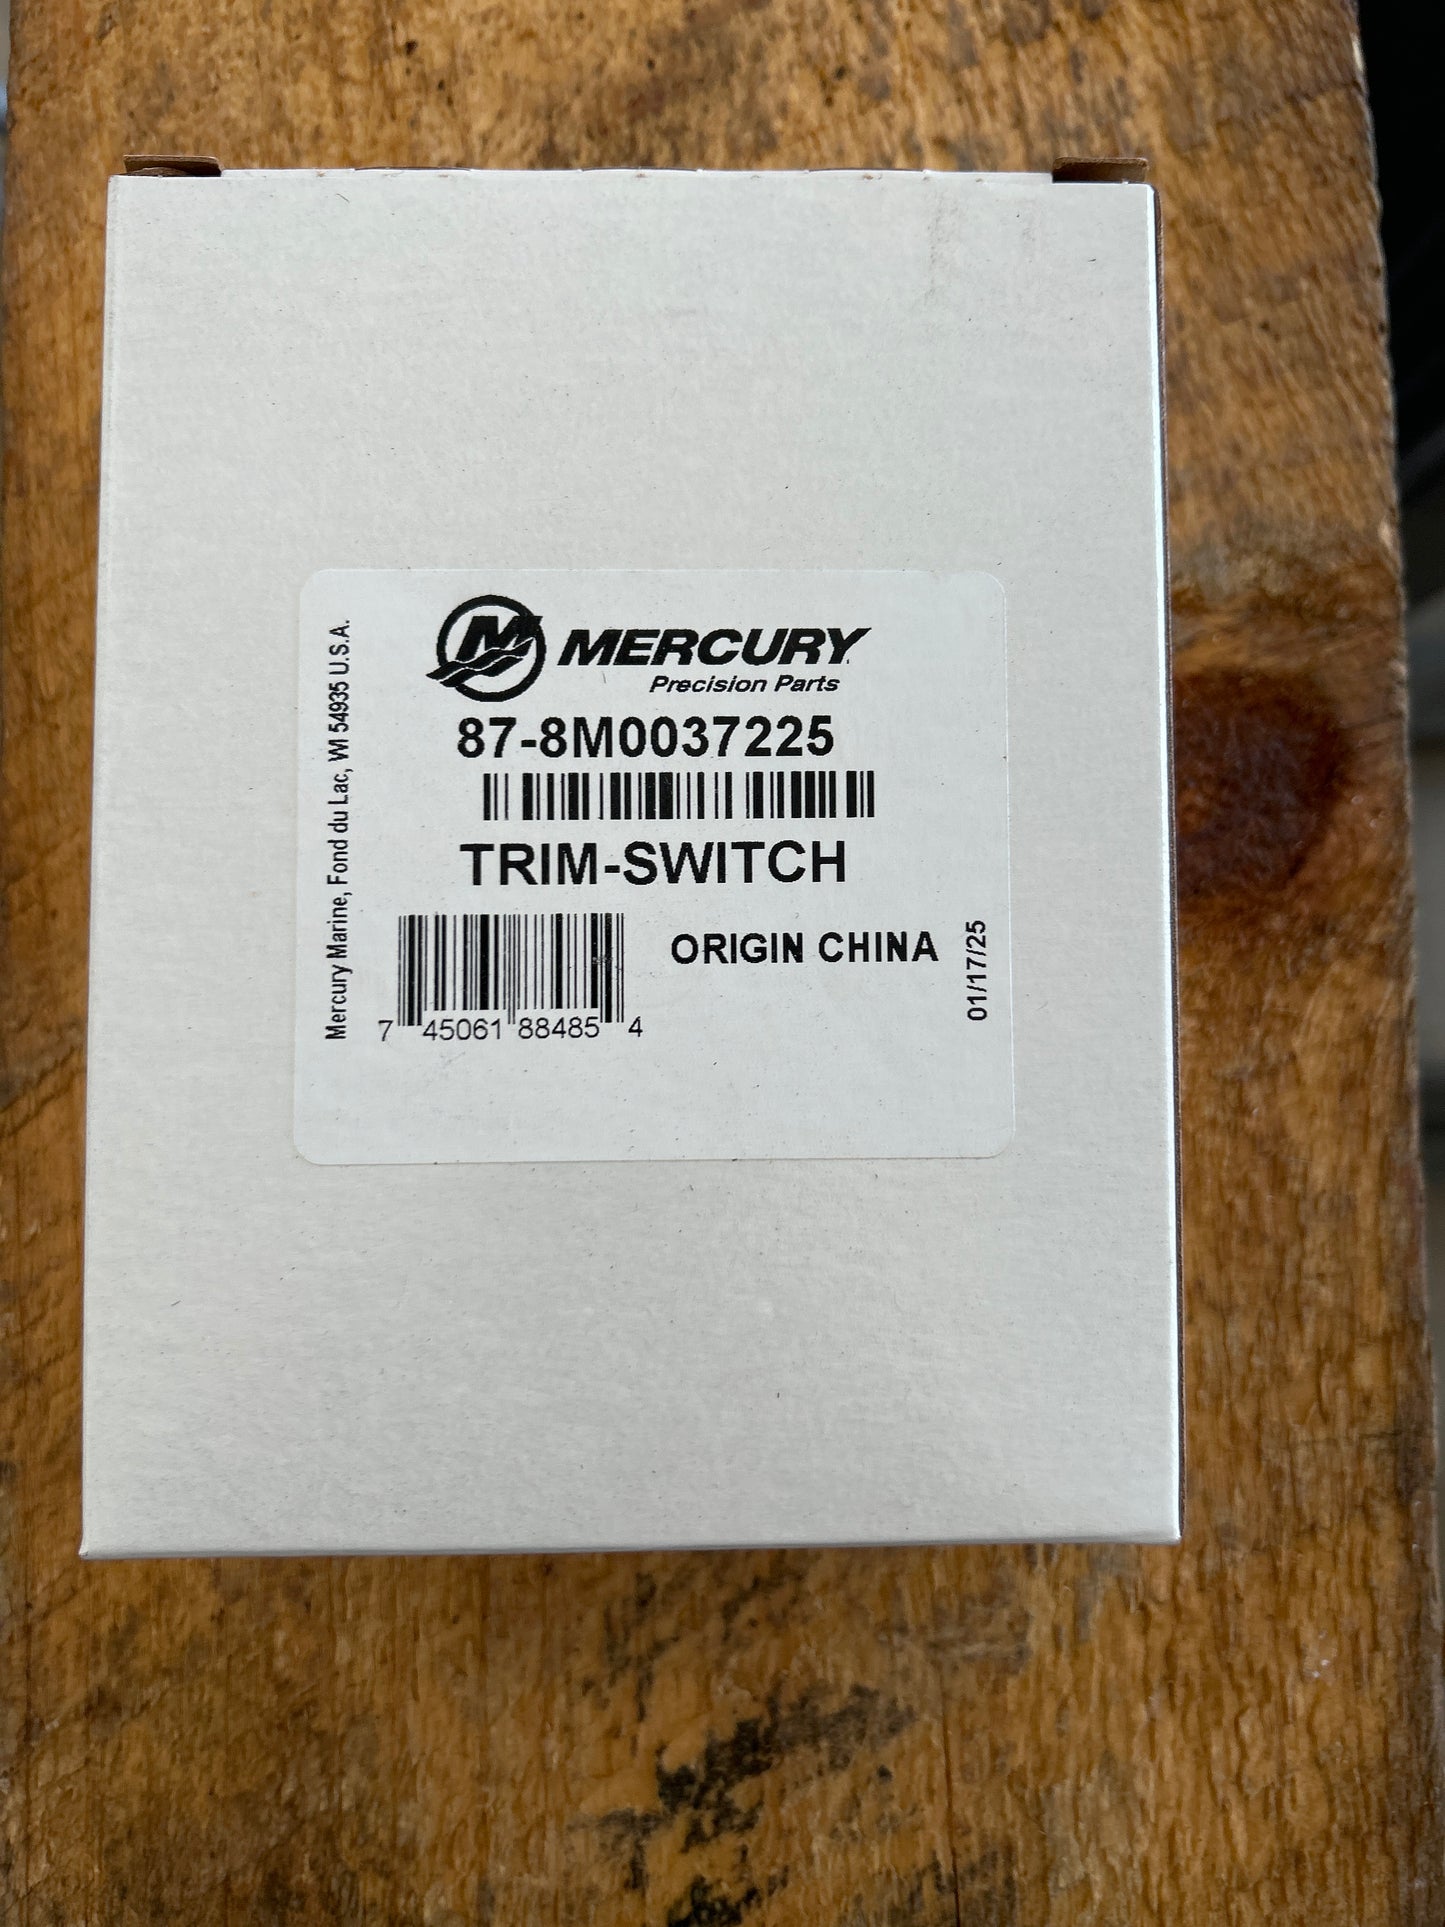 MERCURY
Precision Parts
87-8M0037225
TRIM-SWITCH
7 45061 88485 4
ORIGIN CHINA
01/17/25
Mercury Marine, Fond du Lac, WI 54935 U.S.A.